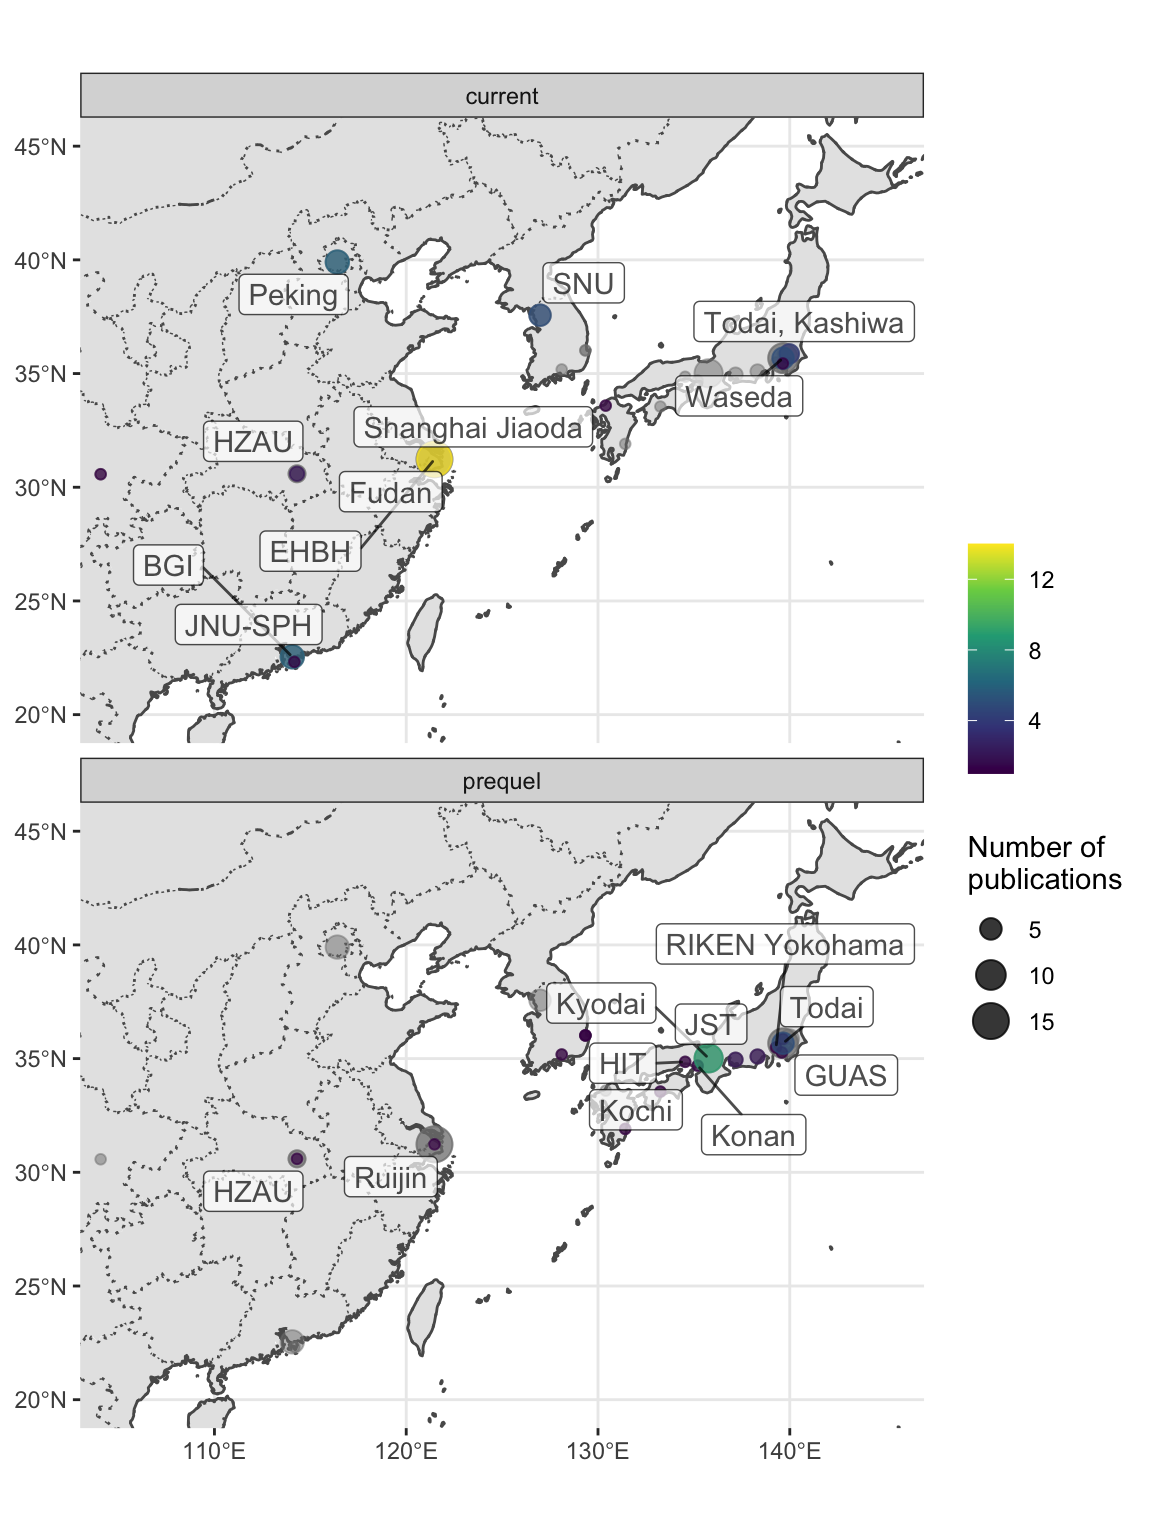 current
45°N
40°N
35°N
30°N
25°N
20°N
SNU
Peking
Todai, Kashiwa
Waseda
Shanghai Jiaoda
HZAU
Fudan
EHBH
BGI
JNU-SPH
12
8
4
prequel
45°N
40°N
35°N
30°N
25°N
20°N
RIKEN Yokohama
Kyodai
Todai
JST
HIT
GUAS
Kochi
Konan
Ruijin
HZAU
110°E
120°E
130°E
140°E
Number of
publications
5
10
15